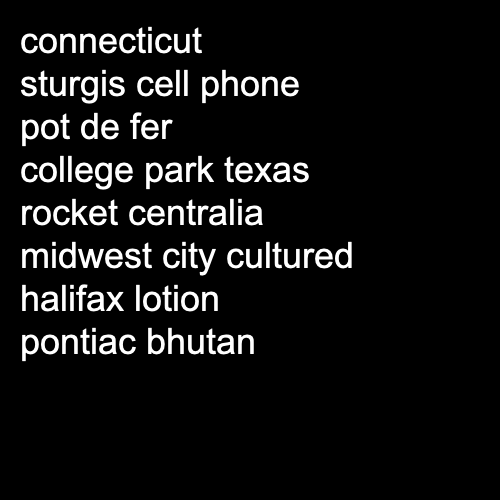 connecticut
sturgis cell phone
pot de fer
college park texas
rocket centralia
midwest city cultured
halifax lotion
pontiac bhutan